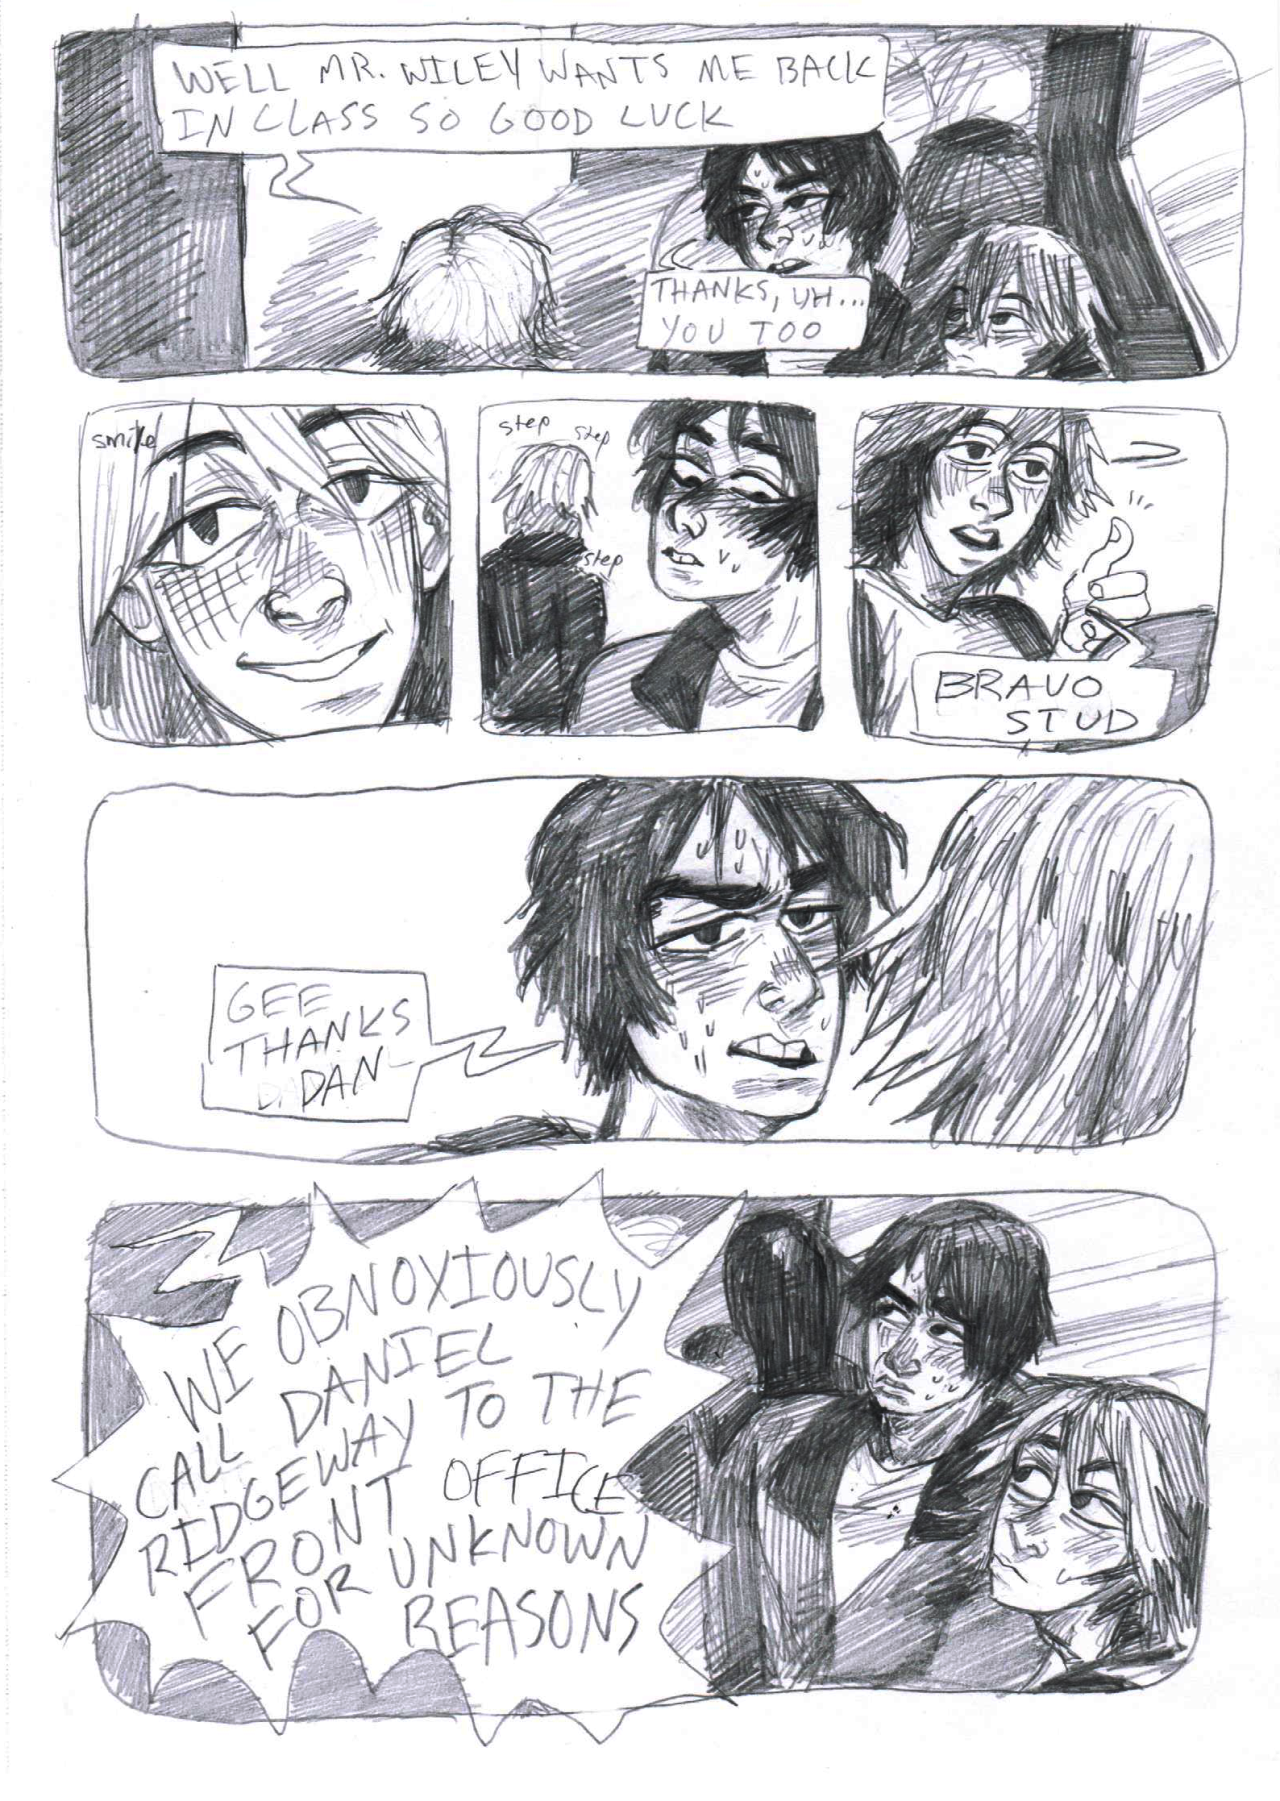 WELL MR. WILEY WANTS ME BACK
IN CLASS SO GOOD LUCK
THANKS, UH...
YOU TOO
smile
step
step
step
BRAVO
STUD
GEE
THANKS
DAN-
WE OBNOXIOUSLY
CALL DANIEL
RIDGEWAY TO THE
FRONT OFFICE
FOR UNKNOWN
REASONS